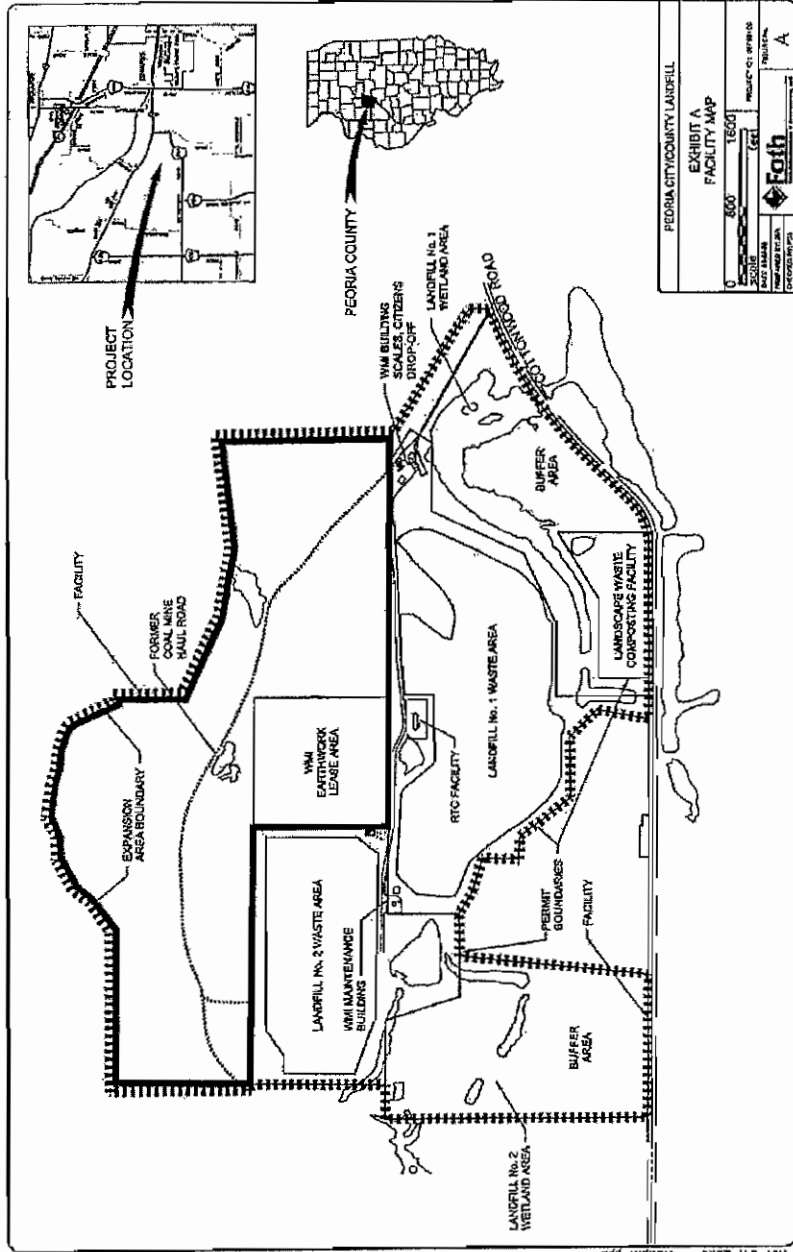 PROJECT
LOCATION
PEORIA COUNTY
FACILITY
EXPANSION
AREA BOUNDARY
FORMER
COAL MINE
HAUL ROAD
WMI
EARTHWORK
LEASE AREA
LANDFILL No. 2 WASTE AREA
WMI MAINTENANCE
BUILDING
WMI BUILDING
SCALES, CITIZENS
DROP-OFF
LANDFILL No. 1
WETLAND AREA
COTTONWOOD ROAD
RTC FACILITY
LANDFILL No. 1 WASTE AREA
BUFFER
AREA
LANDSCAPE WASTE
COMPOSTING FACILITY
PERMIT
BOUNDARIES
FACILITY
BUFFER
AREA
LANDFILL No. 2
WETLAND AREA
PEORIA CITY/COUNTY LANDFILL
EXHIBIT A
FACILITY MAP
0 800 1600
SCALE feet
Foth
A